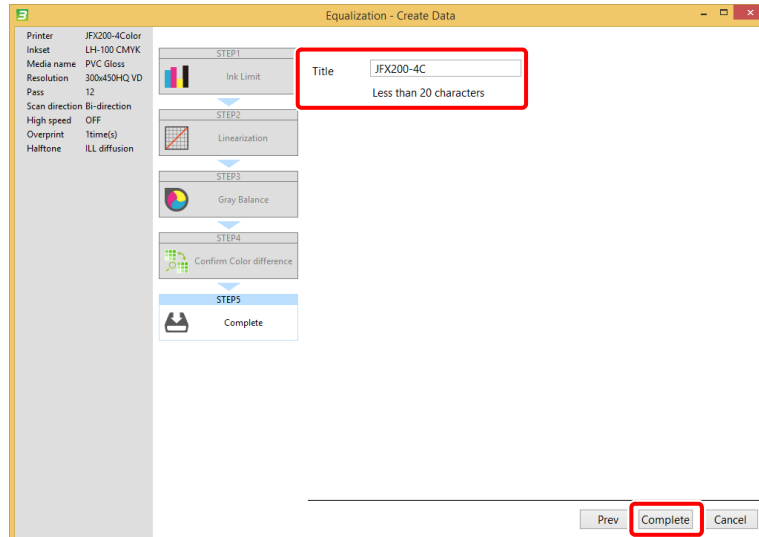 3
Equalization - Create Data
Printer JFX200-4Color
Inkset LH-100 CMYK
Media name PVC Gloss
Resolution 300x450HQ VD
Pass 12
Scan direction Bi-direction
High speed OFF
Overprint 1time(s)
Halftone ILL diffusion
STEP1
Ink Limit
STEP2
Linearization
STEP3
Gray Balance
STEP4
Confirm Color difference
STEP5
Complete
Title JFX200-4C
Less than 20 characters
Prev Complete Cancel